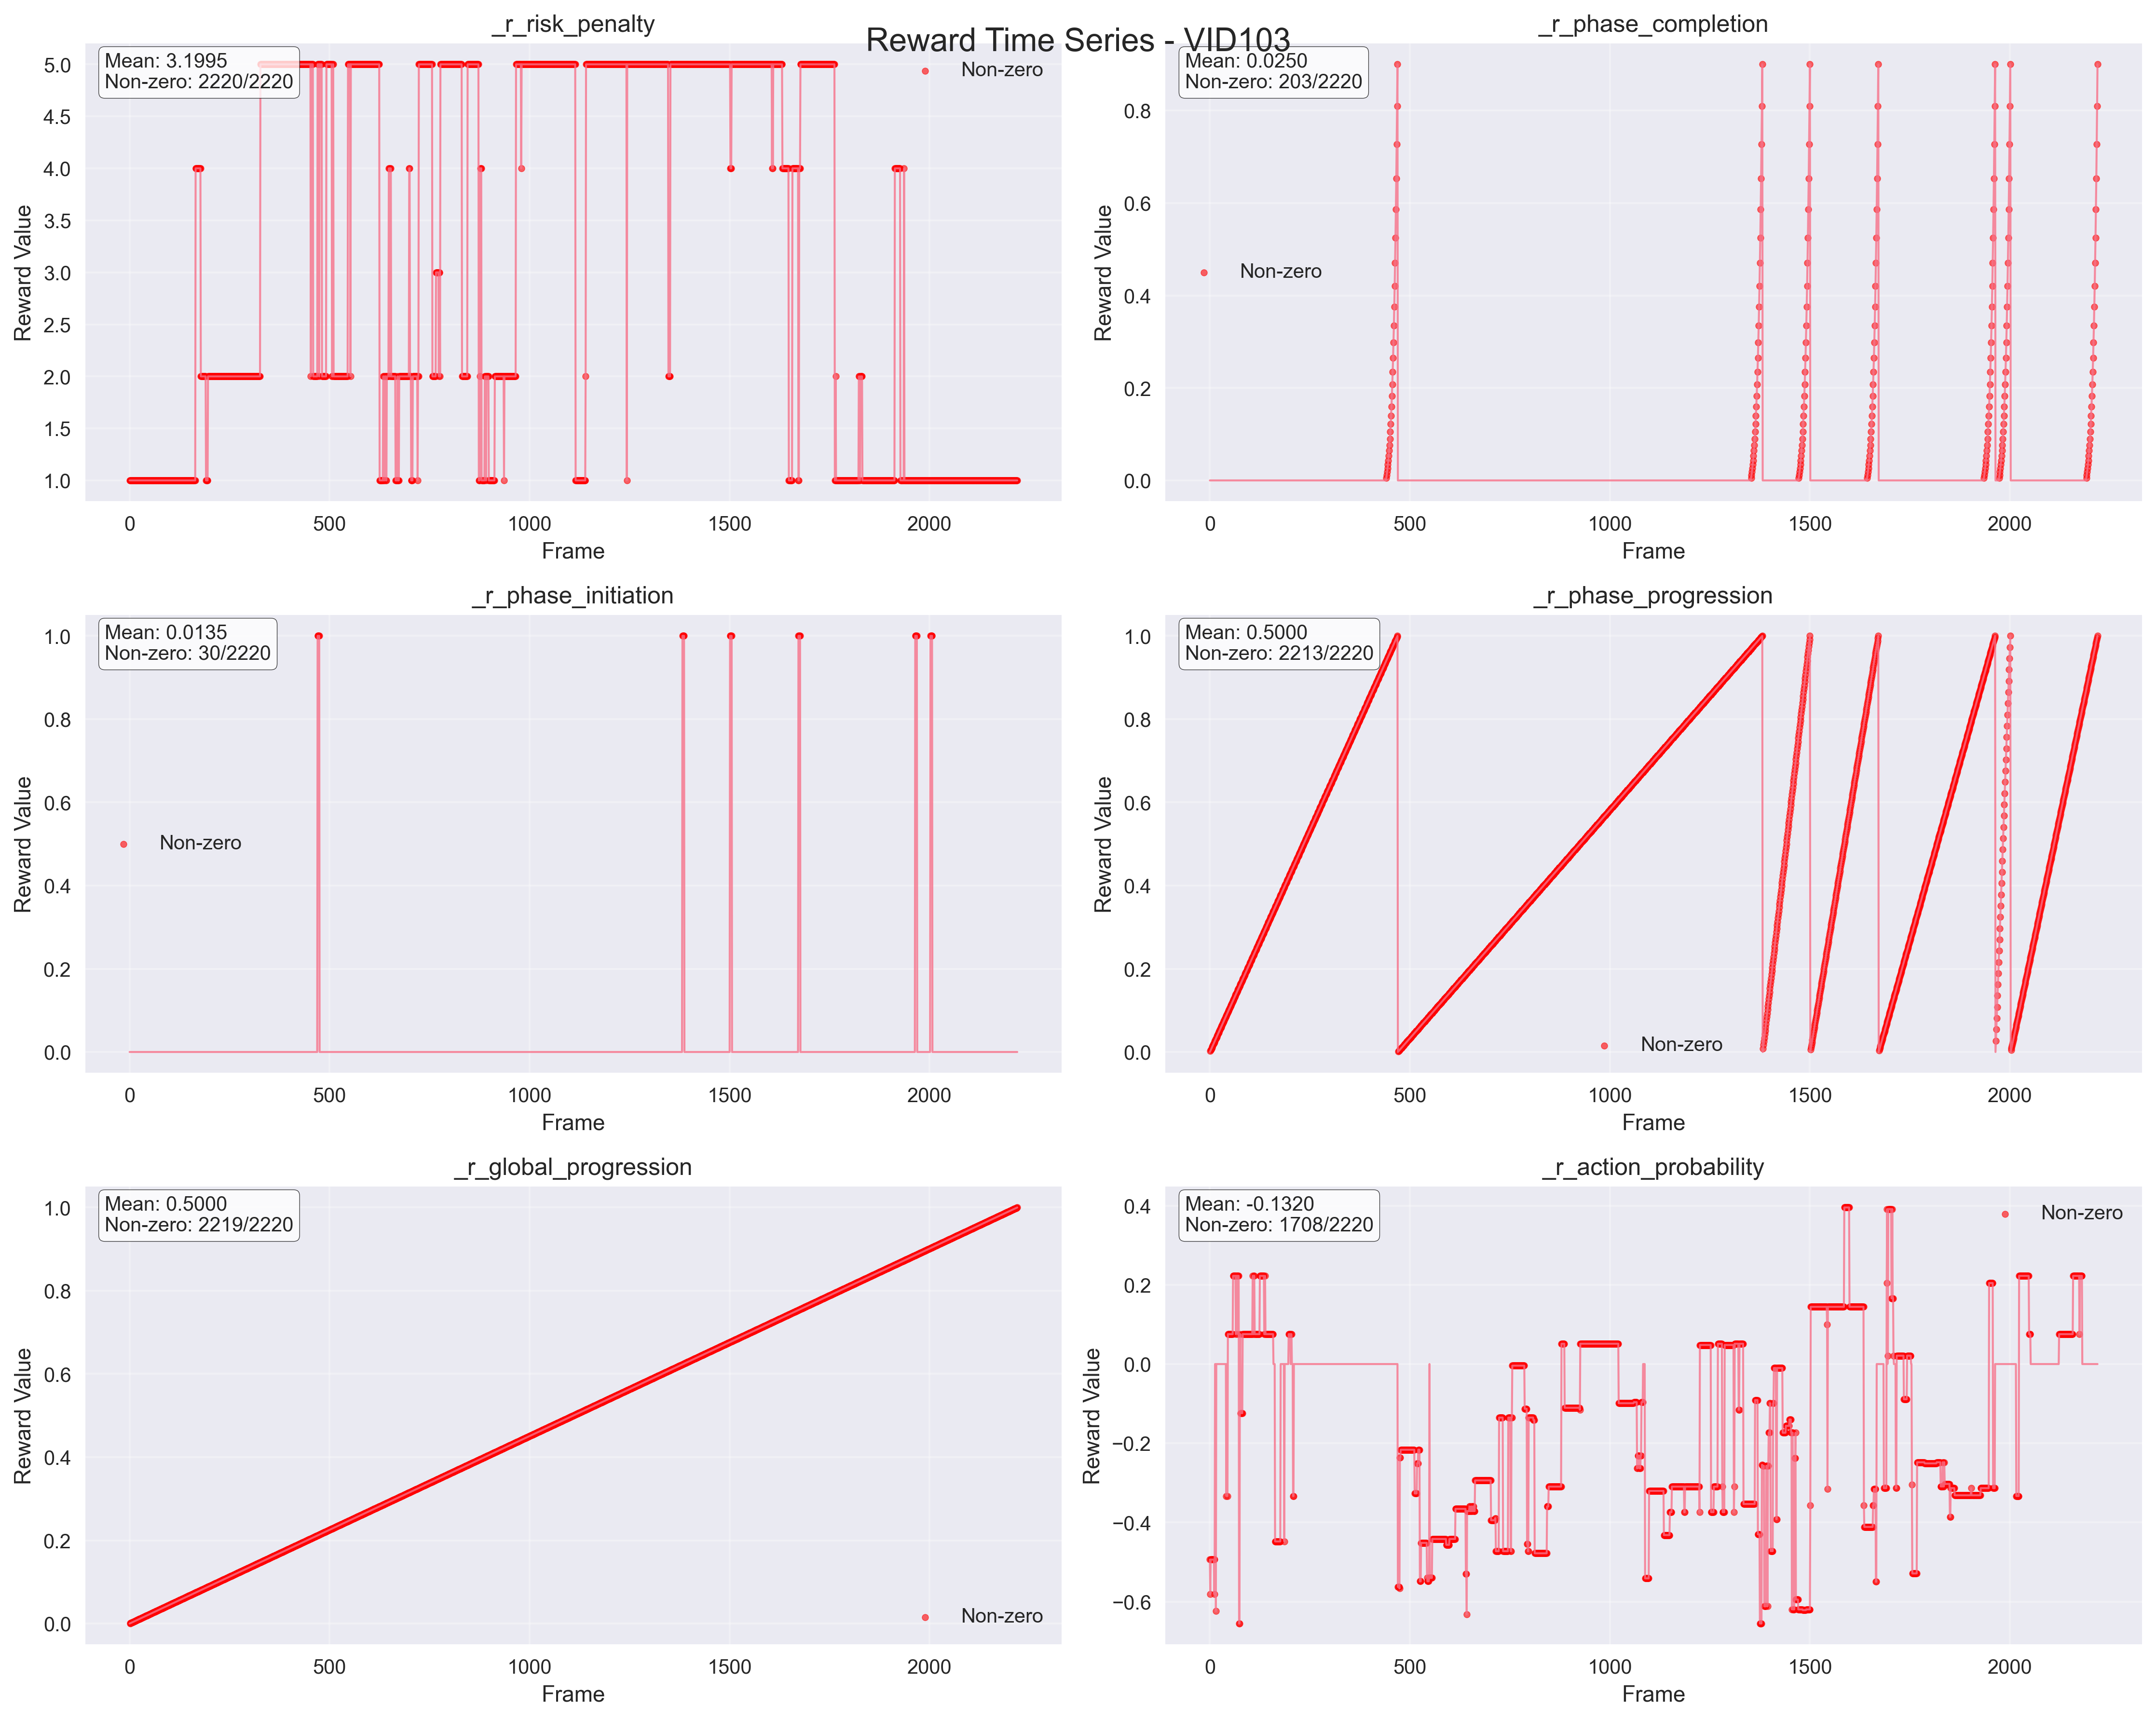 Reward Time Series - VID103
_r_risk_penalty
Mean: 3.1995
Non-zero: 2220/2220
Non-zero
Reward Value
5.0
4.5
4.0
3.5
3.0
2.5
2.0
1.5
1.0
0 500 1000 1500 2000
Frame
_r_phase_completion
Mean: 0.0250
Non-zero: 203/2220
Non-zero
Reward Value
0.8
0.6
0.4
0.2
0.0
0 500 1000 1500 2000
Frame
_r_phase_initiation
Mean: 0.0135
Non-zero: 30/2220
Non-zero
Reward Value
1.0
0.8
0.6
0.4
0.2
0.0
0 500 1000 1500 2000
Frame
_r_phase_progression
Mean: 0.5000
Non-zero: 2213/2220
Non-zero
Reward Value
1.0
0.8
0.6
0.4
0.2
0.0
0 500 1000 1500 2000
Frame
_r_global_progression
Mean: 0.5000
Non-zero: 2219/2220
Non-zero
Reward Value
1.0
0.8
0.6
0.4
0.2
0.0
0 500 1000 1500 2000
Frame
_r_action_probability
Mean: -0.1320
Non-zero: 1708/2220
Non-zero
Reward Value
0.4
0.2
0.0
−0.2
−0.4
−0.6
0 500 1000 1500 2000
Frame